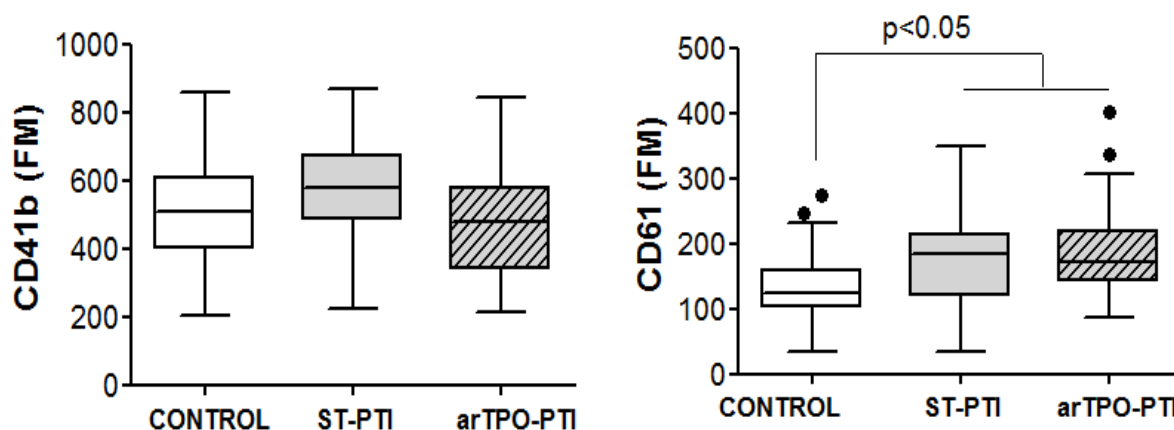 CD41b (FM)
1000
800
600
400
200
0
CONTROL ST-PTI arTPO-PTI
p<0.05
CD61 (FM)
500
400
300
200
100
0
CONTROL ST-PTI arTPO-PTI